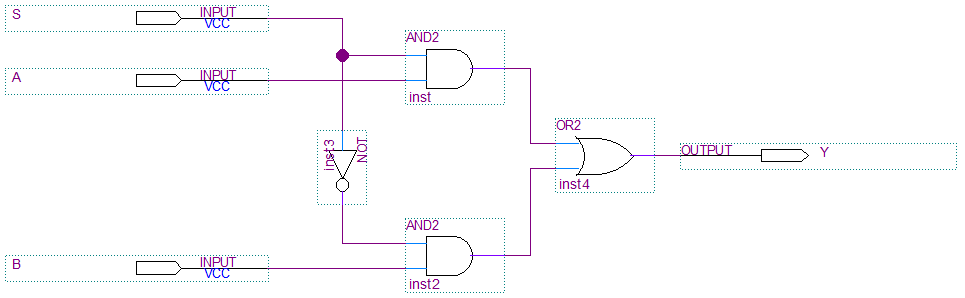 S
INPUT
VCC
AND2
A
INPUT
VCC
inst
OR2
inst3
NOT
OUTPUT
Y
inst4
AND2
B
INPUT
VCC
inst2